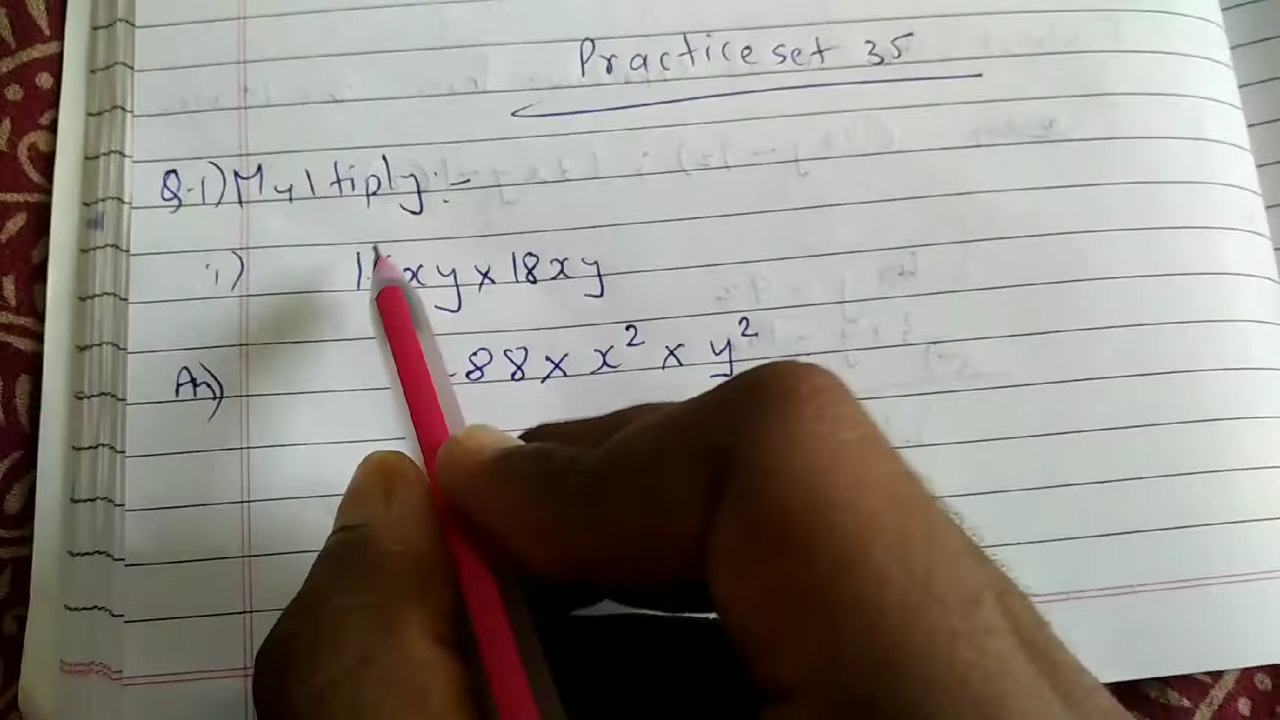 Practice set 35
Q.1) Multiply :-
i) xy x 18xy
An) 88 x x² x y²